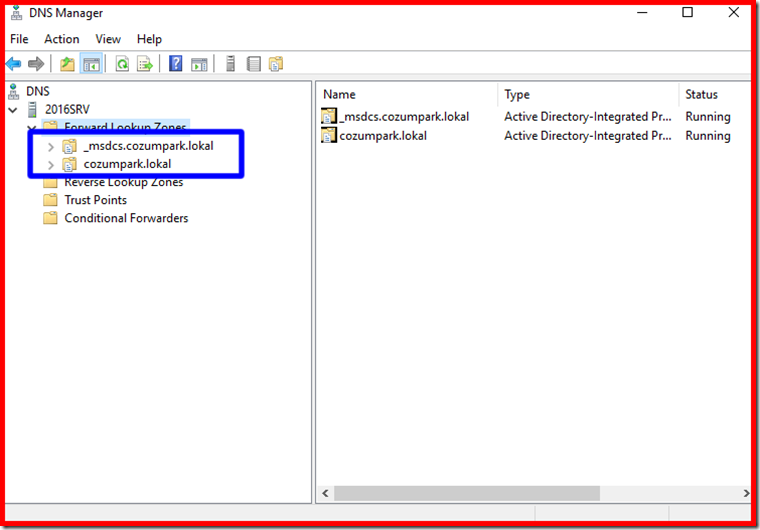 DNS Manager
File Action View Help
DNS
2016SRV
Forward Lookup Zones
_msdcs.cozumpark.lokal
cozumpark.lokal
Reverse Lookup Zones
Trust Points
Conditional Forwarders
Name Type Status
_msdcs.cozumpark.lokal Active Directory-Integrated Pr... Running
cozumpark.lokal Active Directory-Integrated Pr... Running